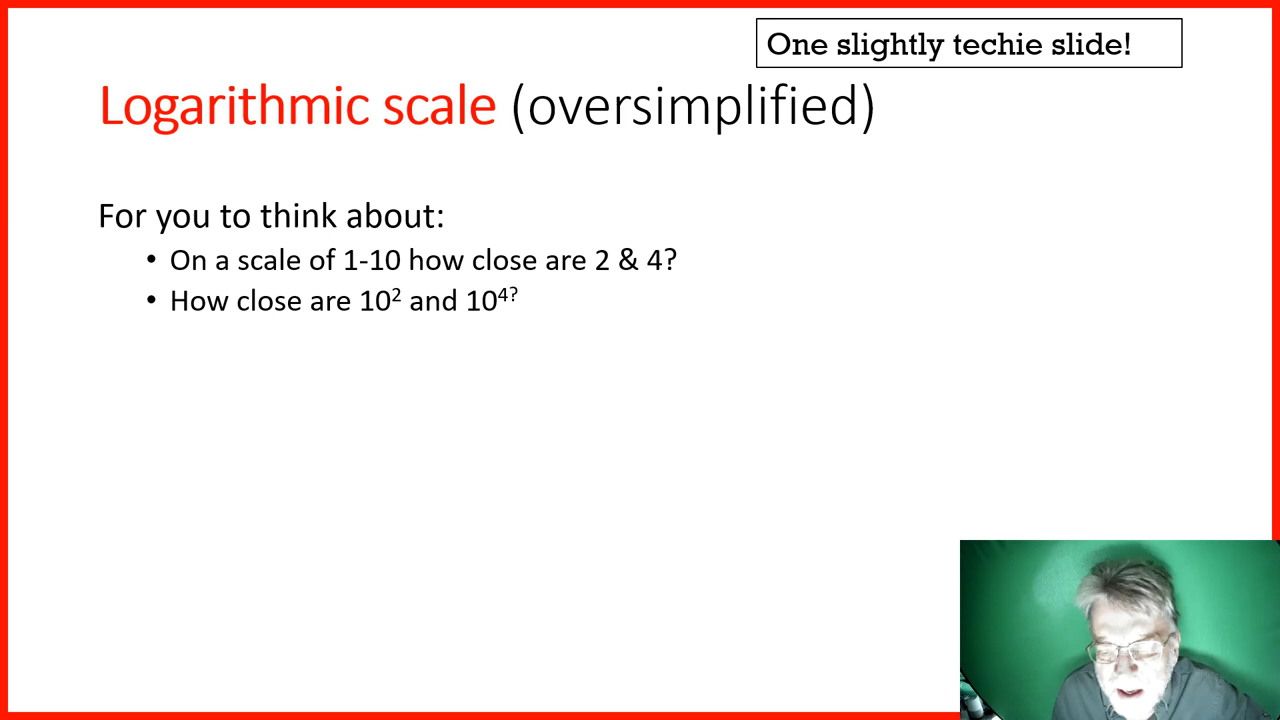 One slightly techie slide!
Logarithmic scale (oversimplified)
For you to think about:
• On a scale of 1-10 how close are 2 & 4?
• How close are 10² and 10⁴?